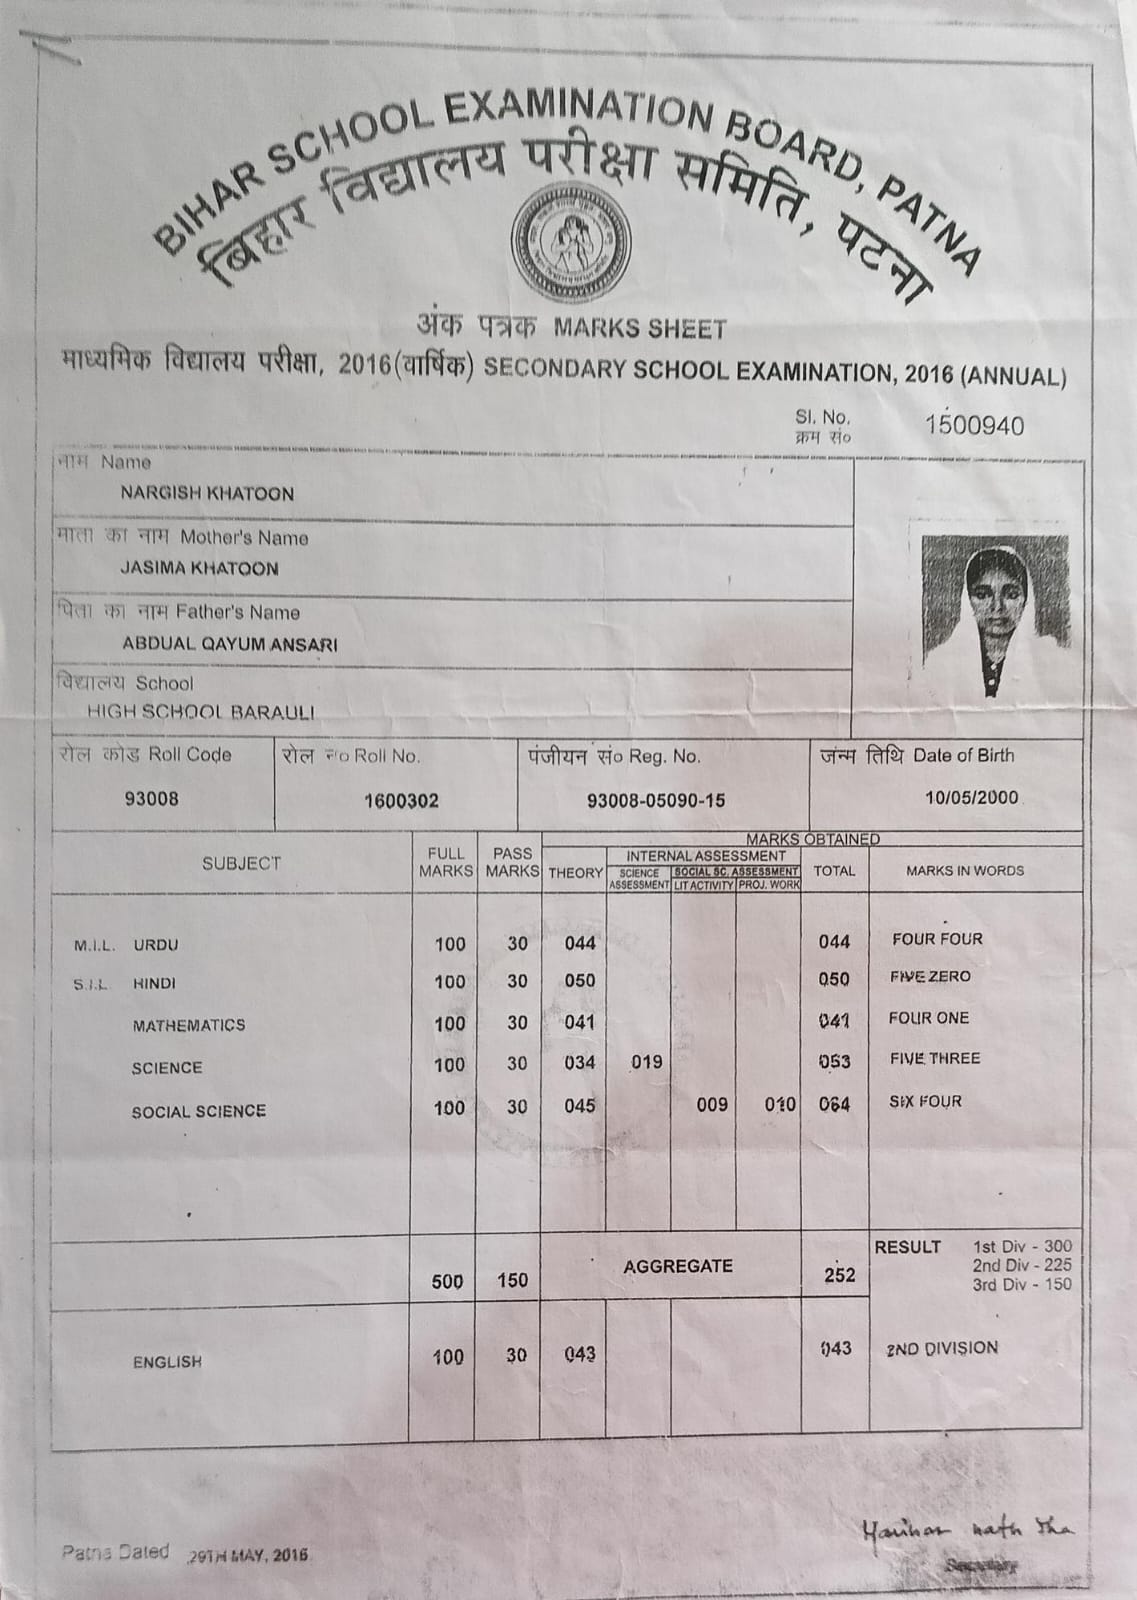 BIHAR SCHOOL EXAMINATION BOARD, PATNA
बिहार विद्यालय परीक्षा समिति, पटना
अंक पत्रक MARKS SHEET
माध्यमिक विद्यालय परीक्षा, 2016(वार्षिक) SECONDARY SCHOOL EXAMINATION, 2016 (ANNUAL)
Sl. No. 1500940
क्रम सं०
नाम Name
NARGISH KHATOON
माता का नाम Mother's Name
JASIMA KHATOON
पिता का नाम Father's Name
ABDUAL QAYUM ANSARI
विद्यालय School
HIGH SCHOOL BARAULI
रोल कोड Roll Code रोल नं० Roll No. पंजीयन सं० Reg. No. जन्म तिथि Date of Birth
93008 1600302 93008-05090-15 10/05/2000
MARKS OBTAINED
SUBJECT FULL MARKS PASS MARKS THEORY INTERNAL ASSESSMENT TOTAL MARKS IN WORDS
SCIENCE ASSESSMENT SOCIAL SC. ASSESSMENT
LIT ACTIVITY PROJ. WORK
M.I.L. URDU 100 30 044 044 FOUR FOUR
S.I.L. HINDI 100 30 050 050 FIVE ZERO
MATHEMATICS 100 30 041 041 FOUR ONE
SCIENCE 100 30 034 019 053 FIVE THREE
SOCIAL SCIENCE 100 30 045 009 010 064 SIX FOUR
500 150 AGGREGATE 252 RESULT 1st Div - 300
2nd Div - 225
3rd Div - 150
ENGLISH 100 30 043 043 2ND DIVISION
Harihar nath Jha
Patna Dated 29TH MAY, 2016
Secretary